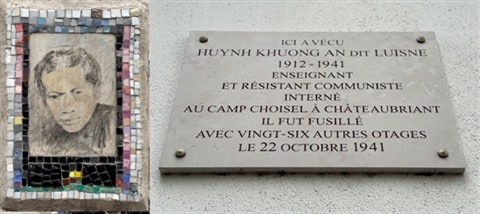 ICI A VÉCU
HUYNH KHUONG AN DIT LUISNE
1912-1941
ENSEIGNANT
ET RÉSISTANT COMMUNISTE
INTERNÉ
AU CAMP CHOISEL À CHÂTEAUBRIANT
IL FUT FUSILLÉ
AVEC VINGT-SIX AUTRES OTAGES
LE 22 OCTOBRE 1941